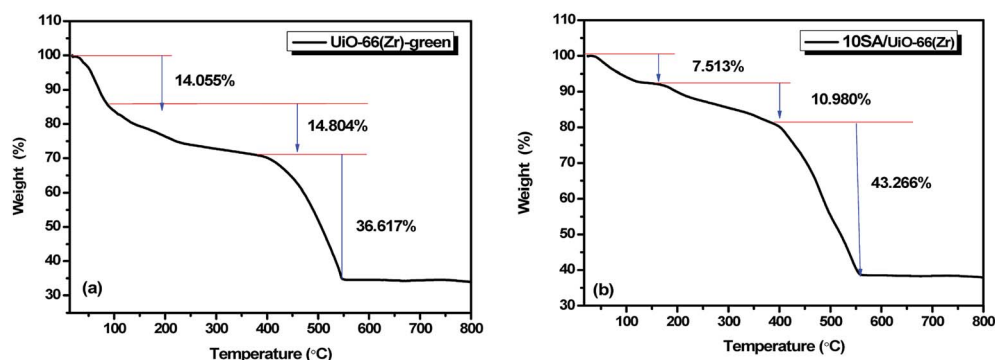 110
100
90
80
70
60
50
40
30
Weight (%)
UiO-66(Zr)-green
14.055%
14.804%
36.617%
(a)
100 200 300 400 500 600 700 800
Temperature (°C)
110
100
90
80
70
60
50
40
30
Weight (%)
10SA/UiO-66(Zr)
7.513%
10.980%
43.266%
(b)
100 200 300 400 500 600 700 800
Temperature (°C)